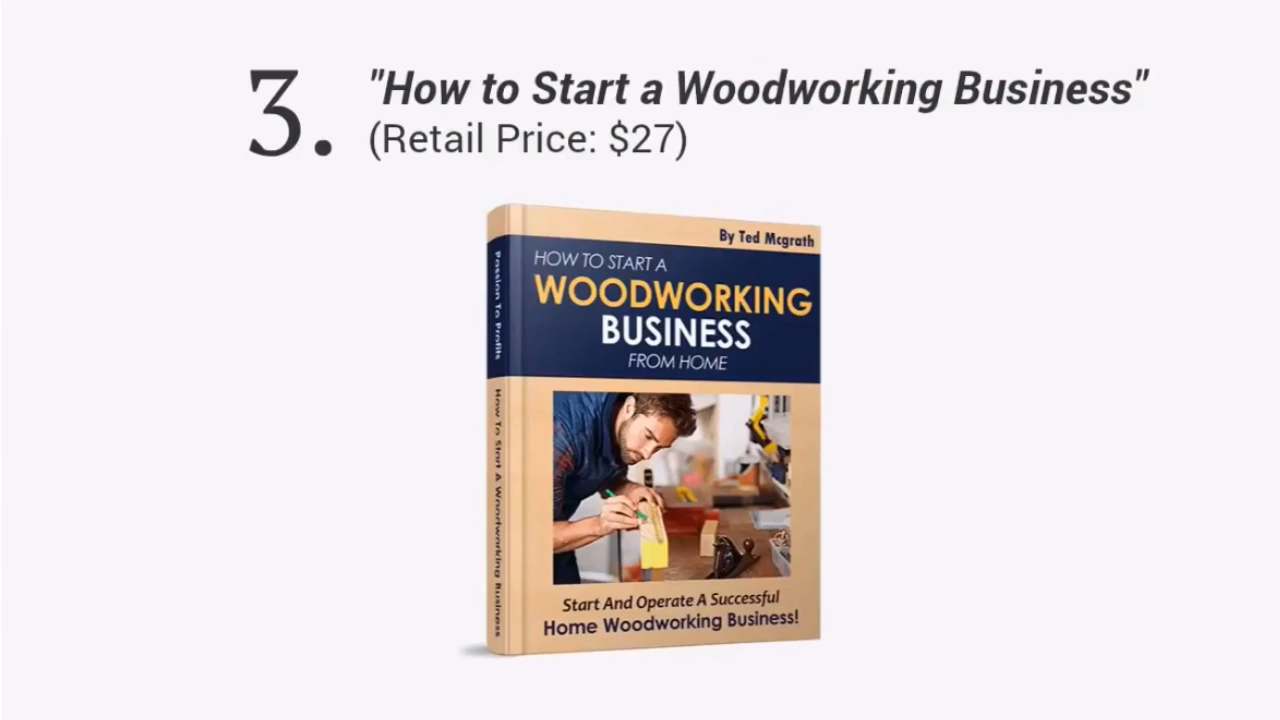 3. "How to Start a Woodworking Business"
(Retail Price: $27)
By Ted Mcgrath
HOW TO START A
WOODWORKING
BUSINESS
FROM HOME
Start And Operate A Successful
Home Woodworking Business!
Passion To Profits
How To Start A Woodworking Business